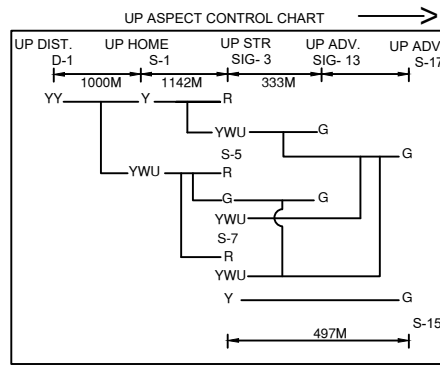 UP ASPECT CONTROL CHART
UP DIST. UP HOME UP STR UP ADV. UP ADV.
D-1 S-1 SIG- 3 SIG- 13 S-17
1000M 1142M 333M
YY Y R
YWU G
G
S-5
YWU R
G G
YWU
S-7
R
YWU
Y G
S-15
497M